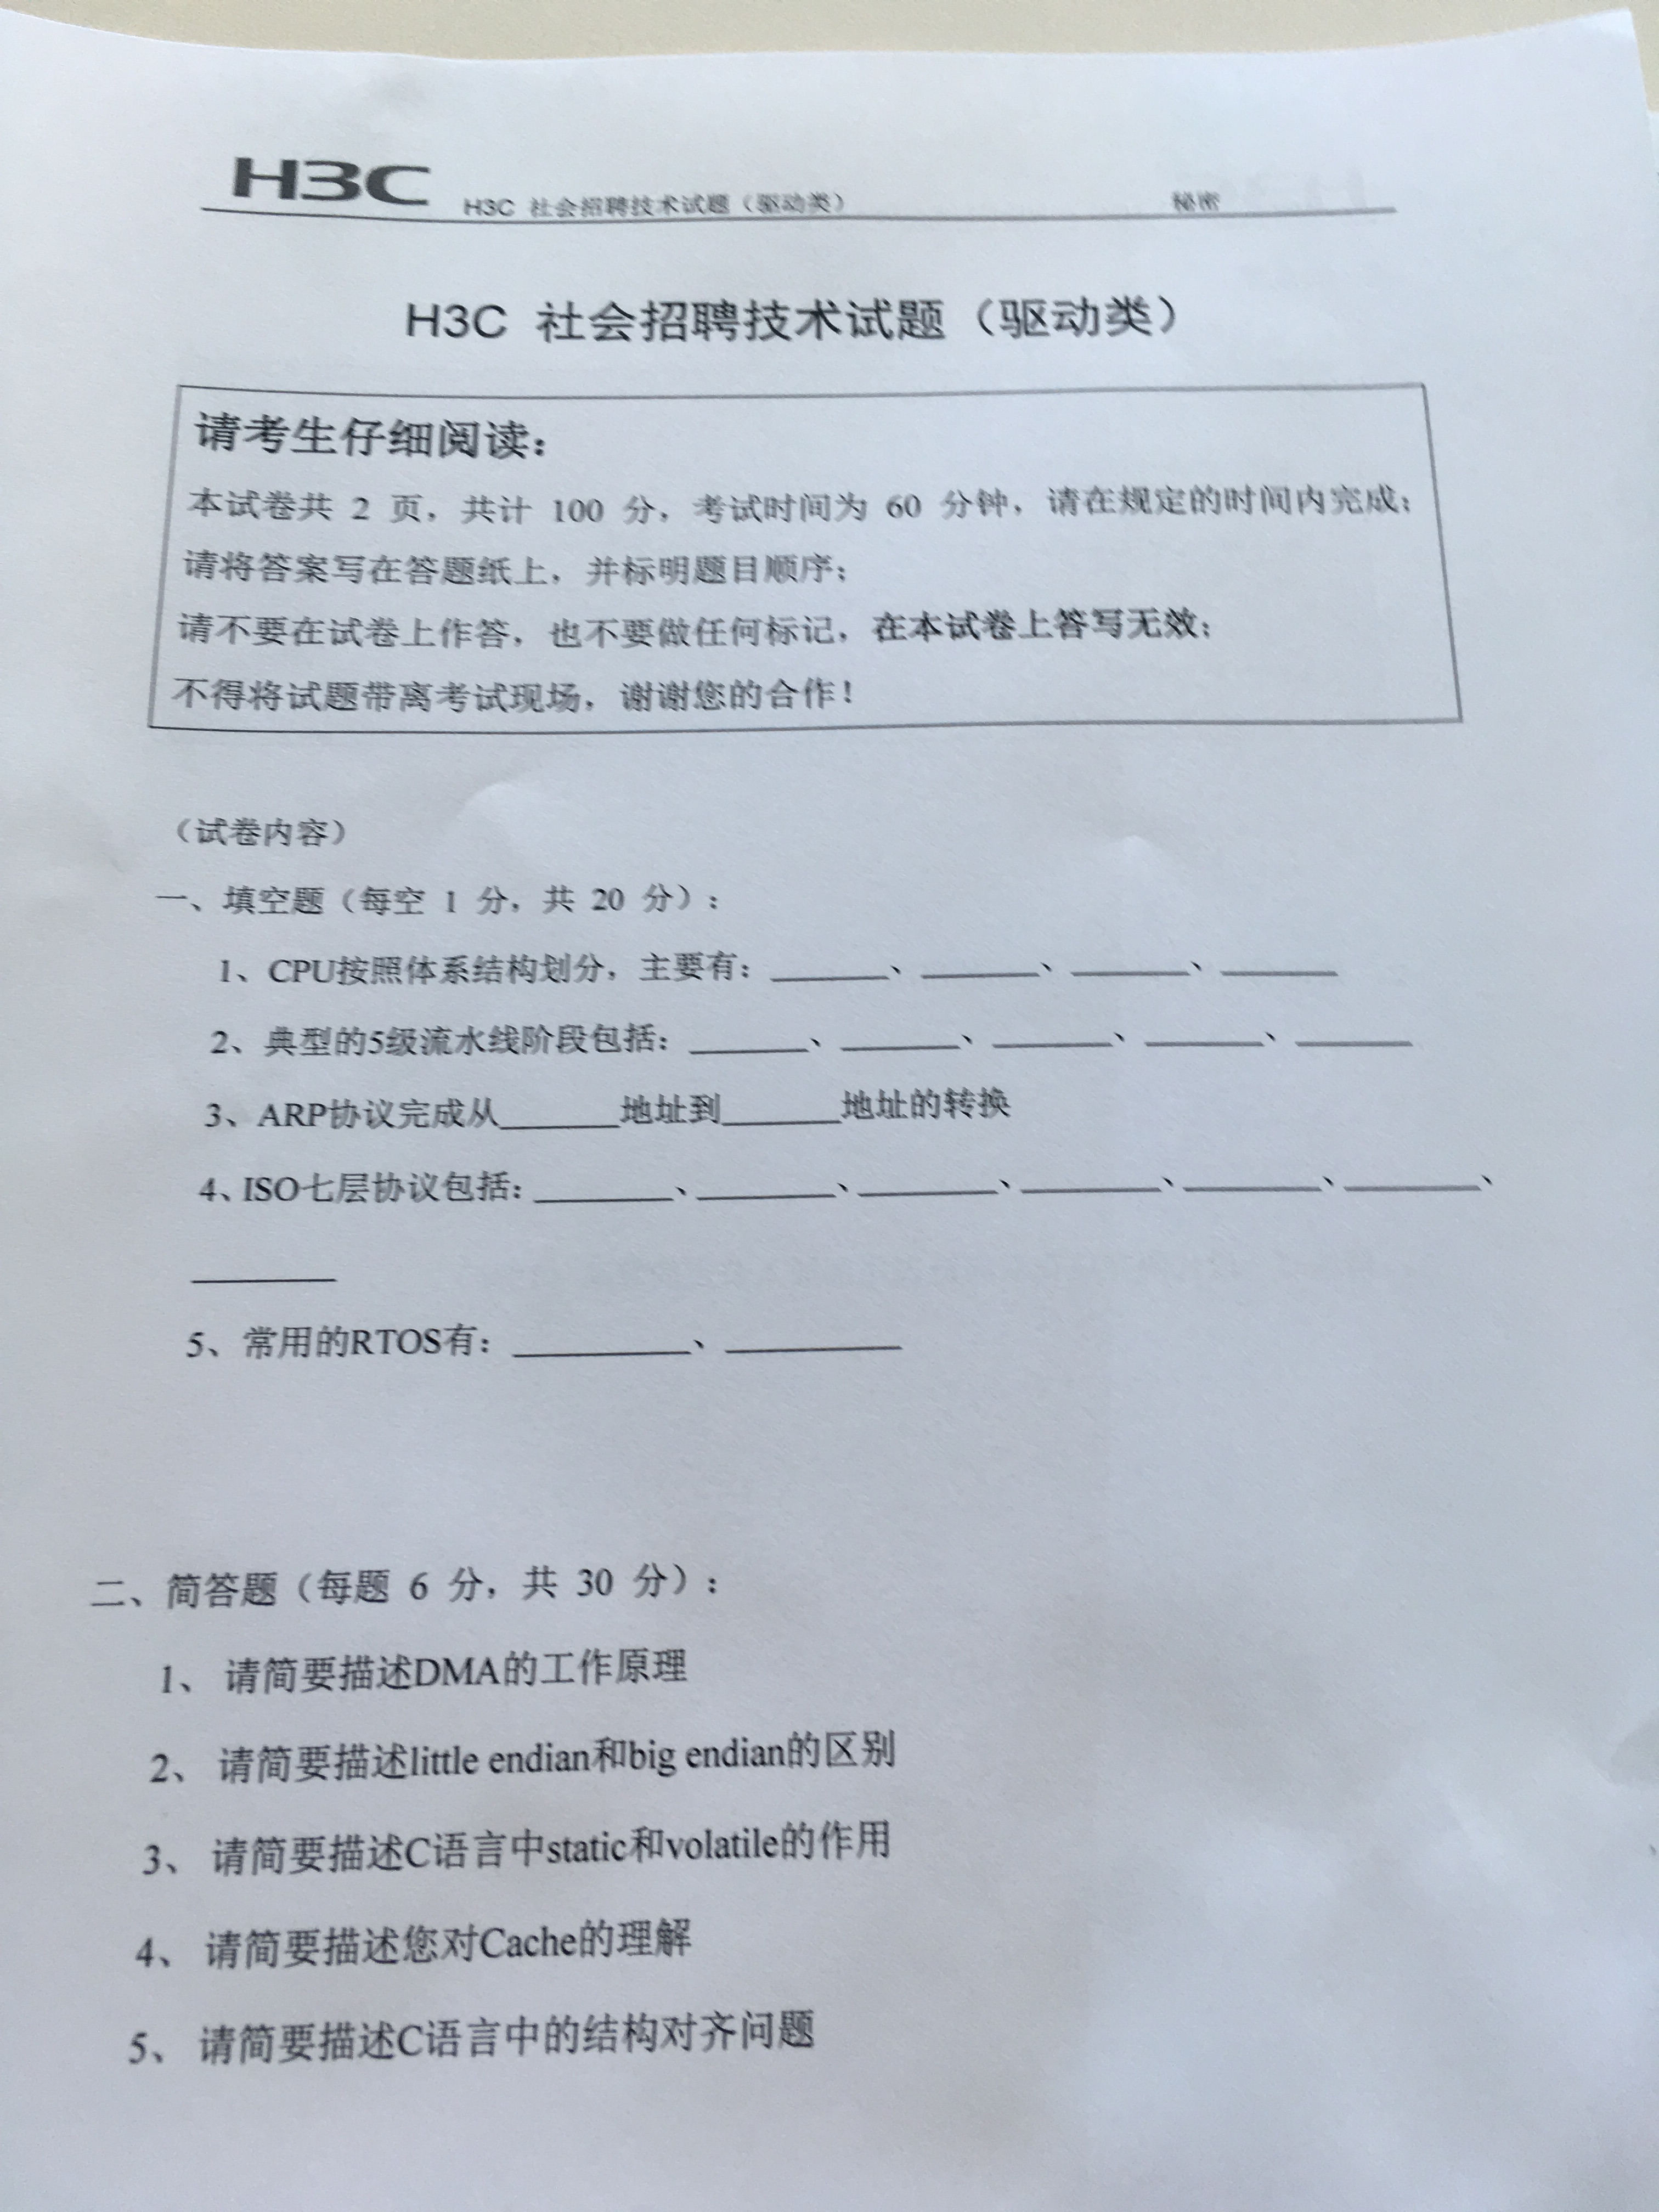 H3C H3C 社会招聘技术试题（驱动类） 秘密
H3C 社会招聘技术试题（驱动类）
请考生仔细阅读：
本试卷共 2 页，共计 100 分，考试时间为 60 分钟，请在规定的时间内完成；
请将答案写在答题纸上，并标明题目顺序；
请不要在试卷上作答，也不要做任何标记，在本试卷上答写无效；
不得将试题带离考试现场，谢谢您的合作！
（试卷内容）
一、填空题（每空 1 分，共 20 分）：
1、CPU按照体系结构划分，主要有：______、______、______、______
2、典型的5级流水线阶段包括：______、______、______、______、______
3、ARP协议完成从______地址到______地址的转换
4、ISO七层协议包括：_______、_______、_______、_______、_______、_______、
_______
5、常用的RTOS有：_________、_________
二、简答题（每题 6 分，共 30 分）：
1、 请简要描述DMA的工作原理
2、 请简要描述little endian和big endian的区别
3、 请简要描述C语言中static和volatile的作用
4、 请简要描述您对Cache的理解
5、 请简要描述C语言中的结构对齐问题